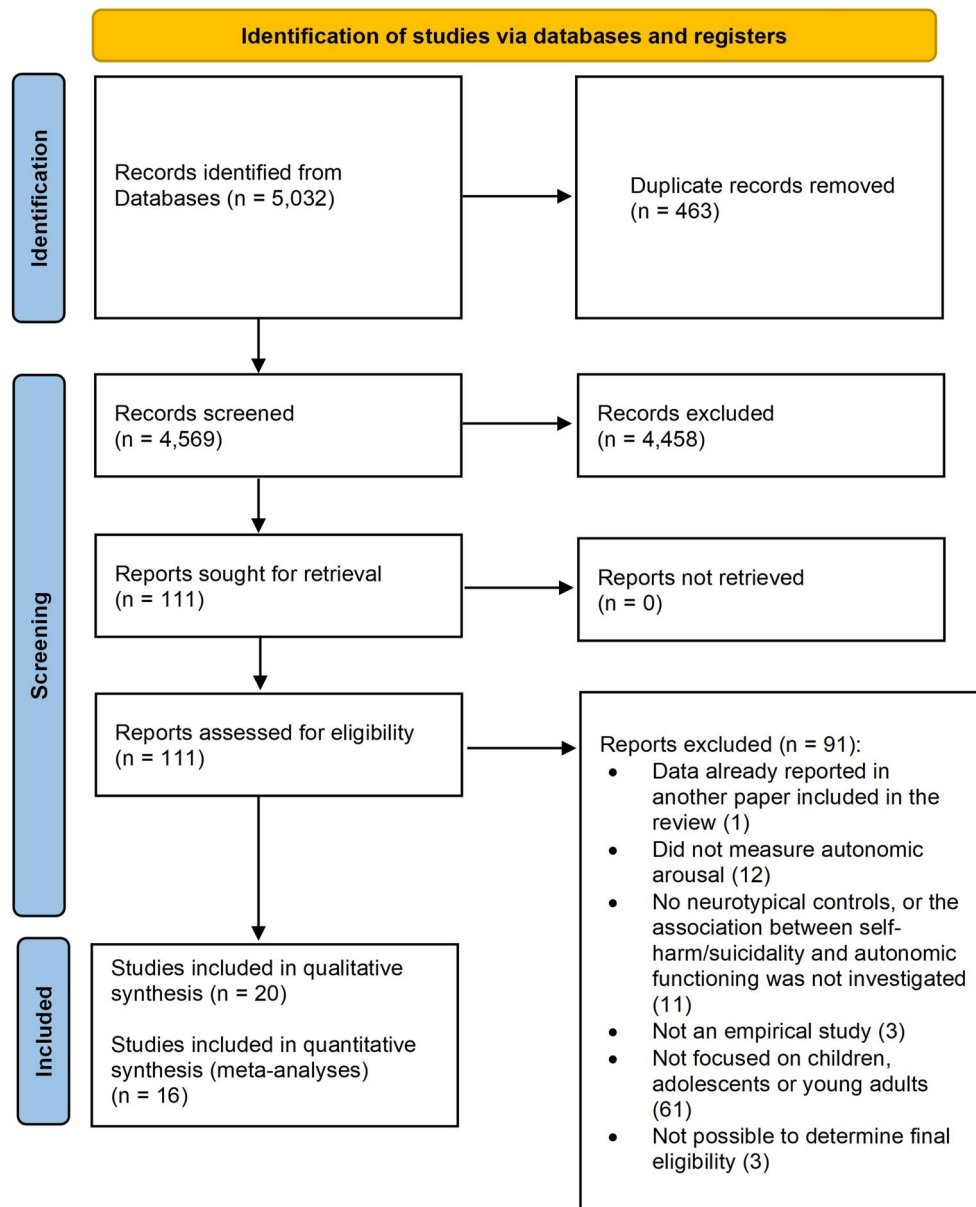 Identification of studies via databases and registers
Identification
Records identified from
Databases (n = 5,032)
Duplicate records removed
(n = 463)
Screening
Records screened
(n = 4,569)
Records excluded
(n = 4,458)
Reports sought for retrieval
(n = 111)
Reports not retrieved
(n = 0)
Reports assessed for eligibility
(n = 111)
Reports excluded (n = 91):
• Data already reported in
another paper included in the
review (1)
• Did not measure autonomic
arousal (12)
• No neurotypical controls, or the
association between self-
harm/suicidality and autonomic
functioning was not investigated
(11)
• Not an empirical study (3)
• Not focused on children,
adolescents or young adults
(61)
• Not possible to determine final
eligibility (3)
Included
Studies included in qualitative
synthesis (n = 20)
Studies included in quantitative
synthesis (meta-analyses)
(n = 16)